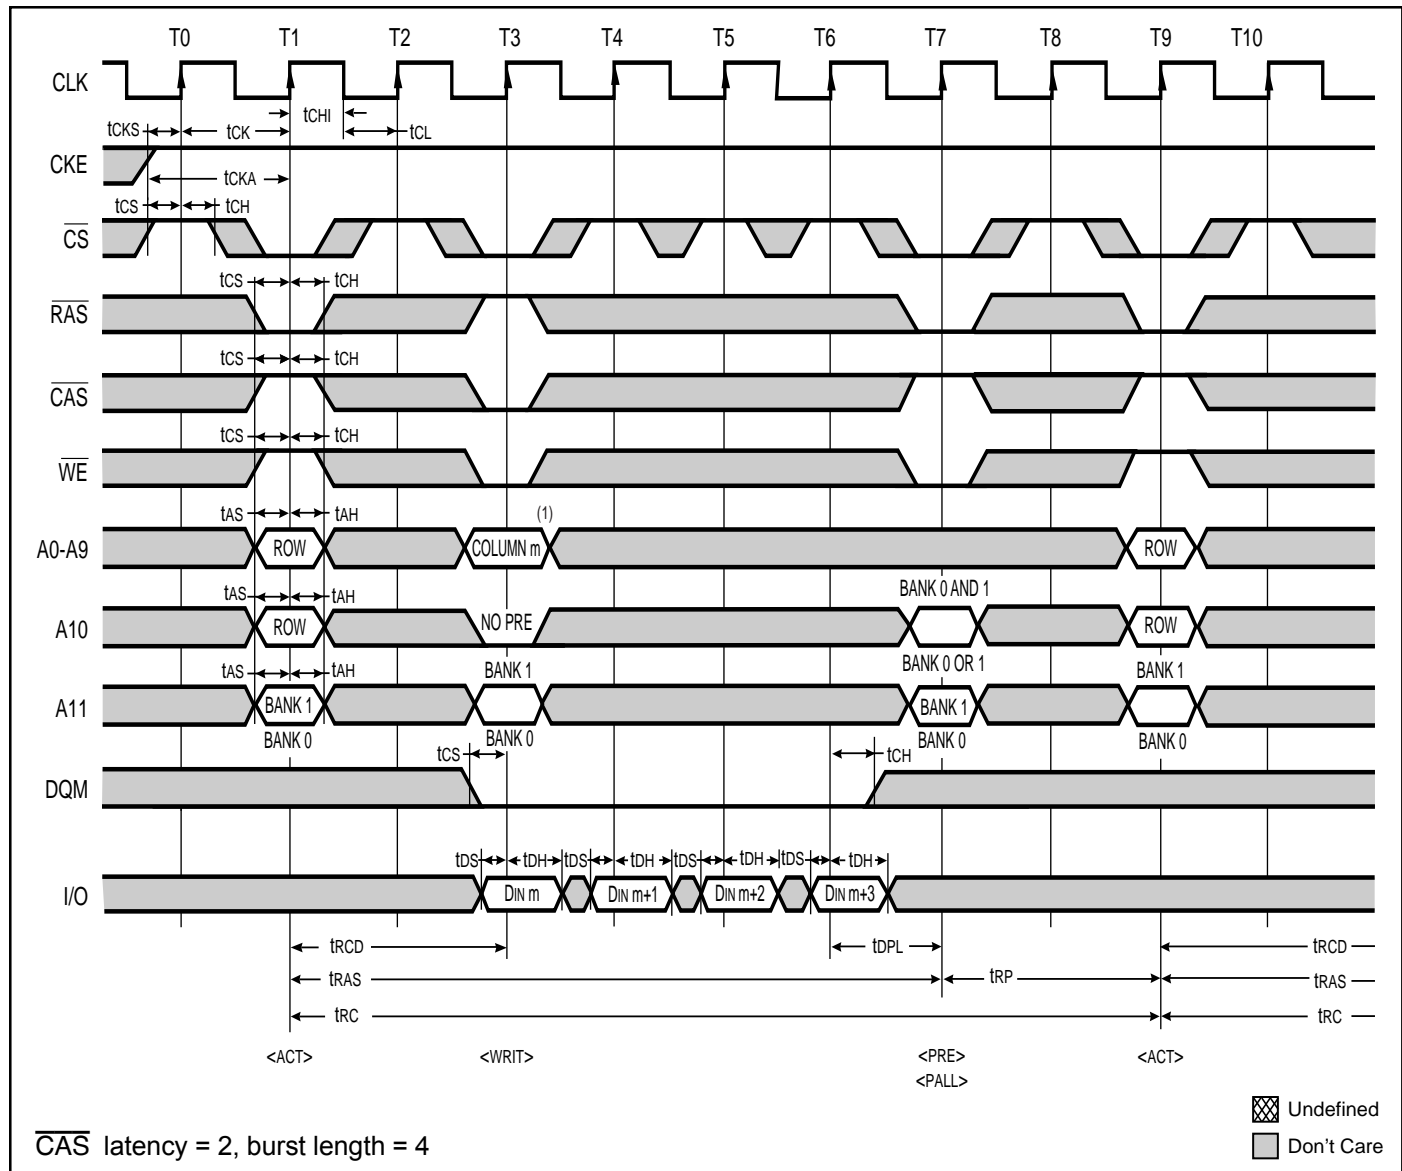 T0 T1 T2 T3 T4 T5 T6 T7 T8 T9 T10
CLK
tCHI
tCKS tCK tCL
CKE
tCKA
tCS tCH
CS
tCS tCH
RAS
tCS tCH
CAS
tCS tCH
WE
tAS tAH (1)
A0-A9 ROW COLUMN m ROW
BANK 0 AND 1
tAS tAH
A10 ROW NO PRE ROW
tAS tAH BANK 1 BANK 0 OR 1 BANK 1
A11 BANK 1 BANK 1
BANK 0 BANK 0 BANK 0 BANK 0
tCS tCH
DQM
tDS tDH tDS tDH tDS tDH tDS tDH
I/O DIN m DIN m+1 DIN m+2 DIN m+3
tRCD tDPL tRCD
tRAS tRP tRAS
tRC tRC
<ACT> <WRIT> <PRE> <ACT>
<PALL>
Undefined
CAS latency = 2, burst length = 4
Don't Care